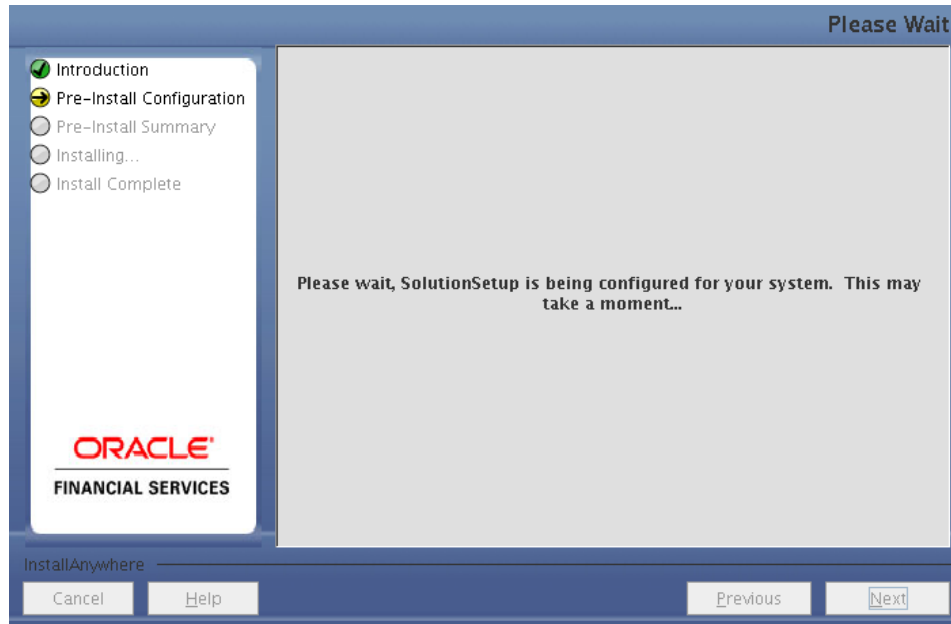 Please Wait
Introduction
Pre-Install Configuration
Pre-Install Summary
Installing...
Install Complete
Please wait, SolutionSetup is being configured for your system. This may
take a moment...
ORACLE'
FINANCIAL SERVICES
InstallAnywhere
Cancel
Help
Previous
Next